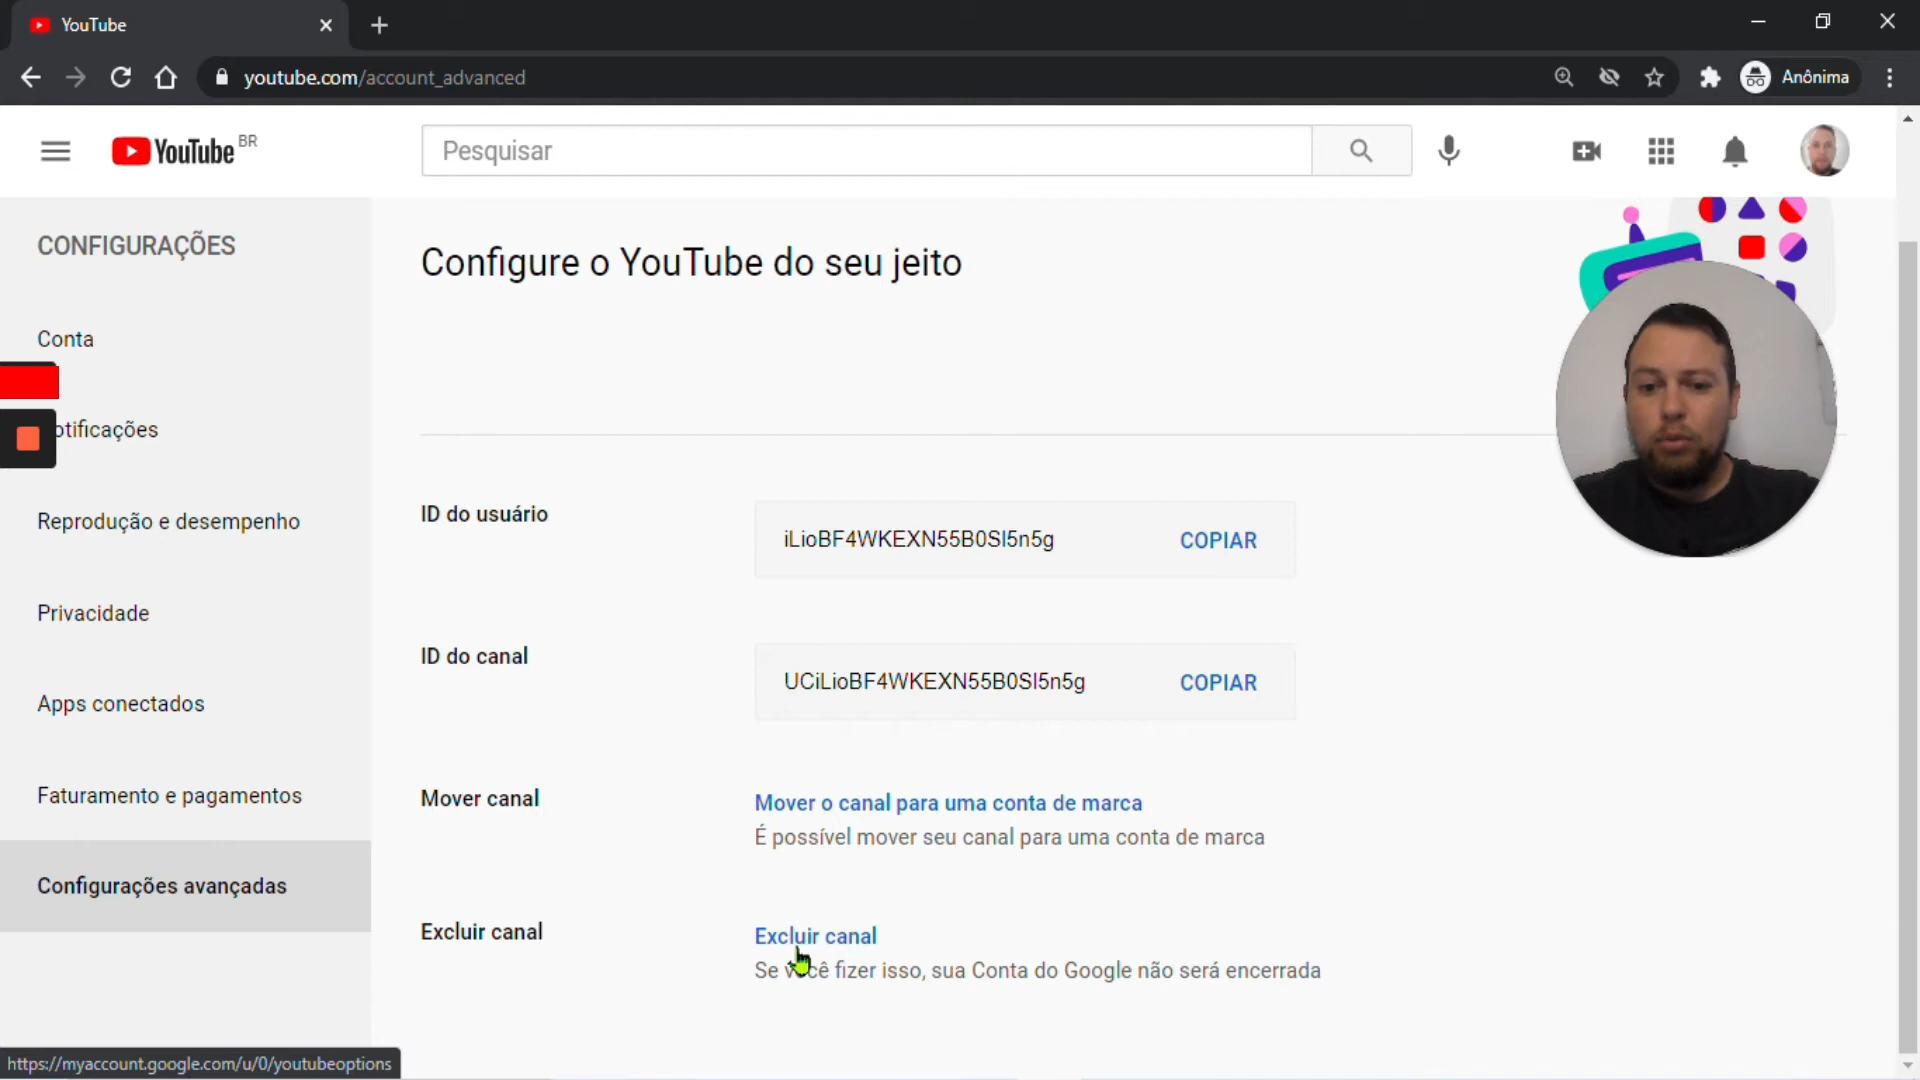 YouTube
youtube.com/account_advanced
Anônima
YouTube BR
Pesquisar
CONFIGURAÇÕES
Configure o YouTube do seu jeito
Conta
otificações
Reprodução e desempenho
Privacidade
Apps conectados
Faturamento e pagamentos
Configurações avançadas
ID do usuário
iLioBF4WKEXN55B0SI5n5g
COPIAR
ID do canal
UCiLioBF4WKEXN55B0SI5n5g
COPIAR
Mover canal
Mover o canal para uma conta de marca
É possível mover seu canal para uma conta de marca
Excluir canal
Excluir canal
Se você fizer isso, sua Conta do Google não será encerrada
https://myaccount.google.com/u/0/youtubeoptions